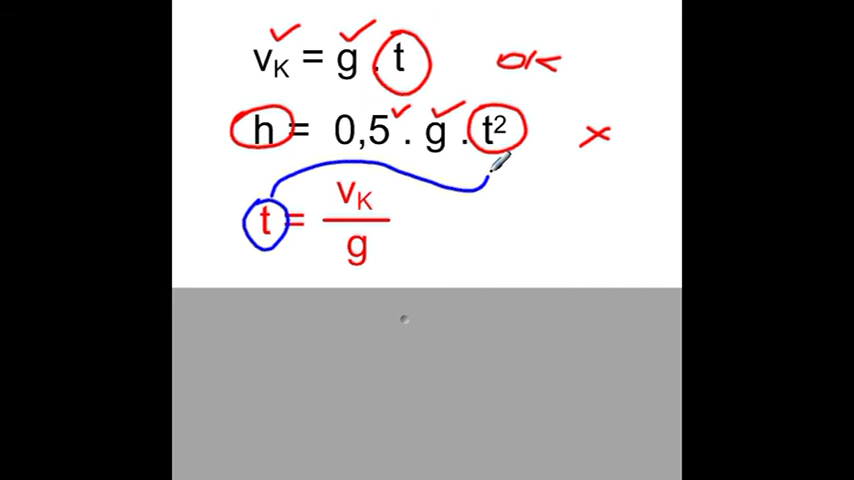 vK = g . t OK
h = 0,5 . g . t² x
t = vK / g